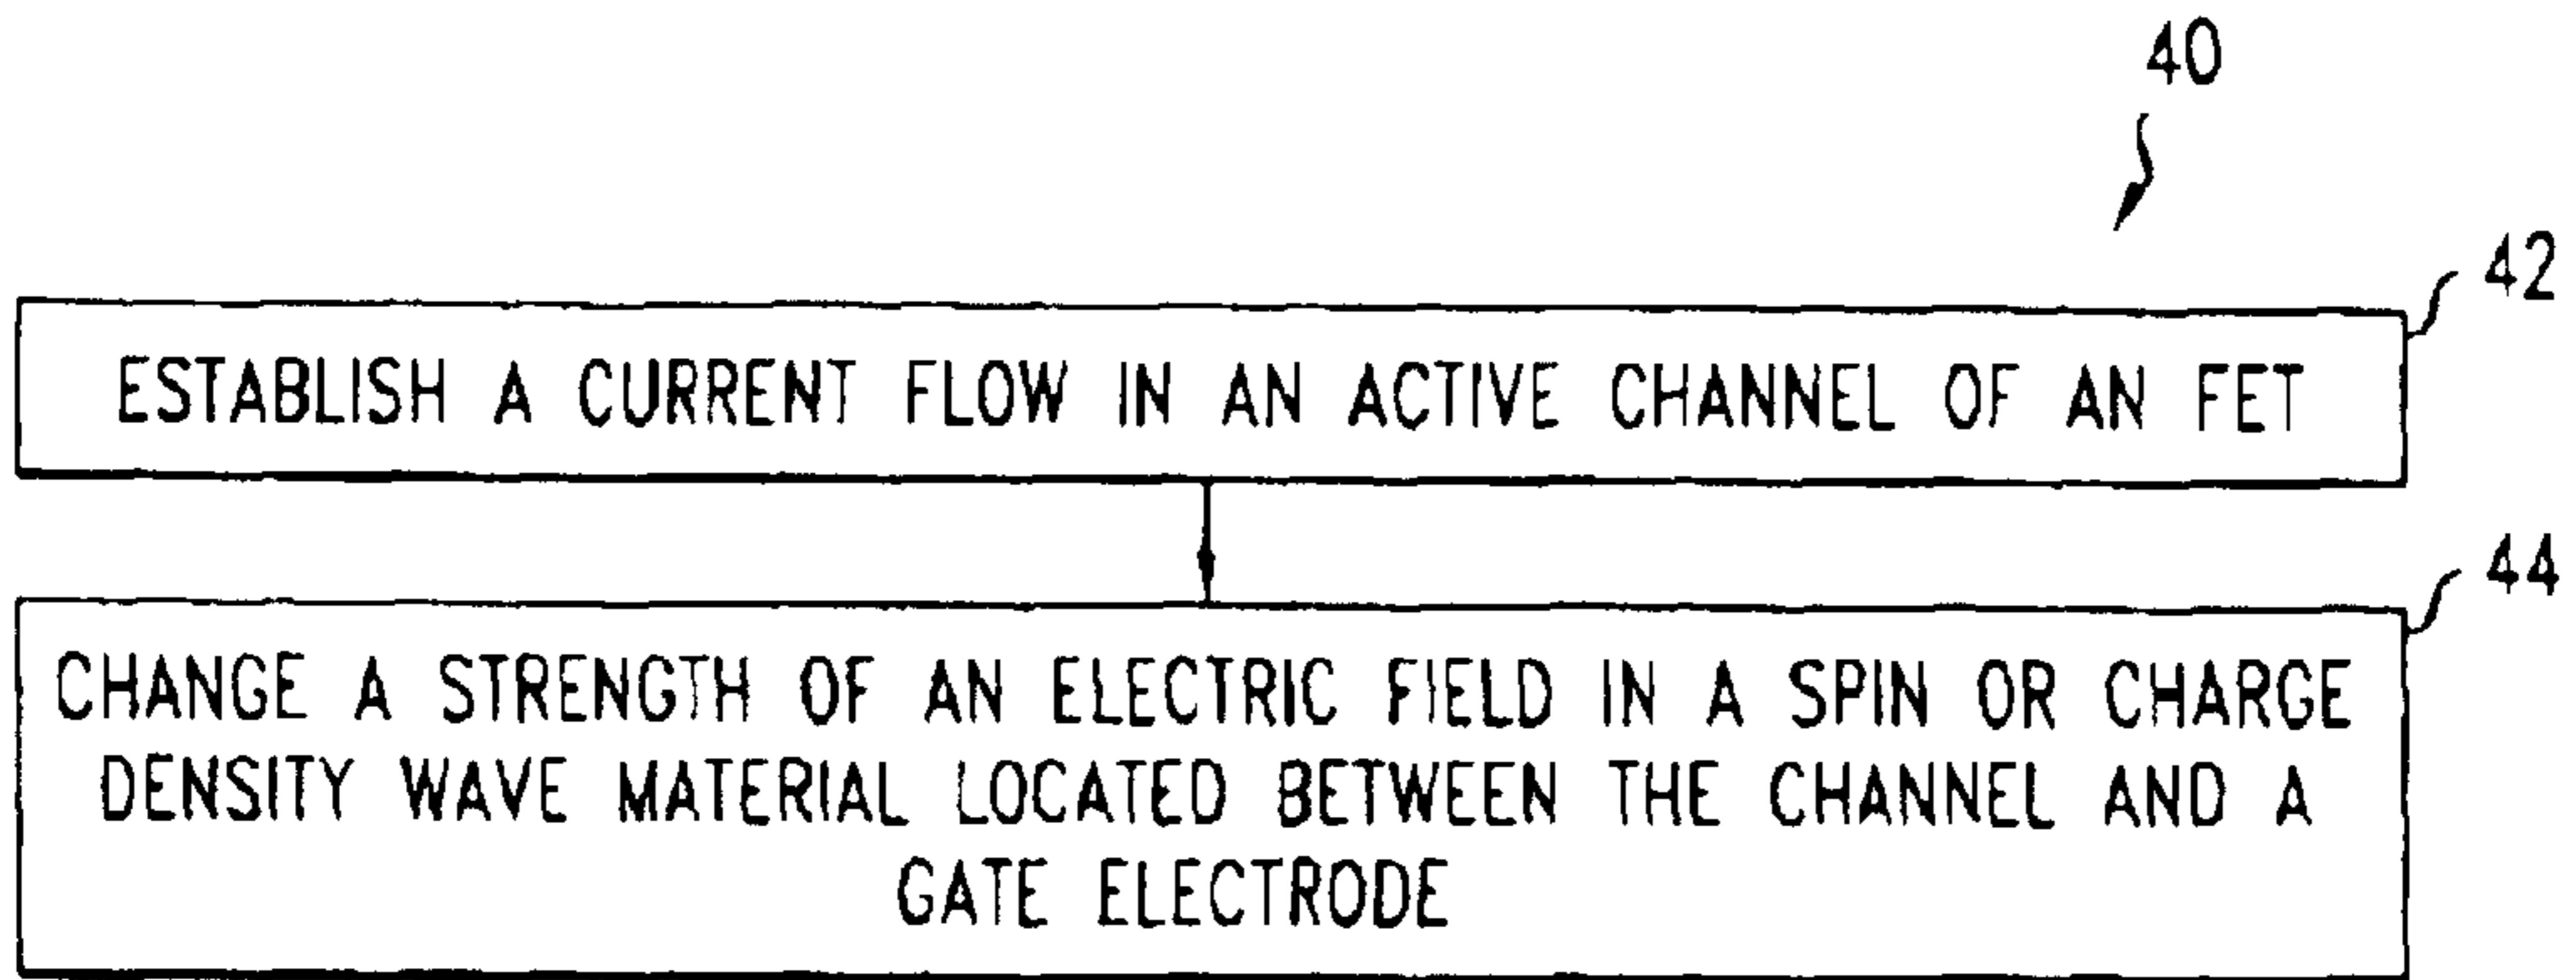 40
42
ESTABLISH A CURRENT FLOW IN AN ACTIVE CHANNEL OF AN FET
44
CHANGE A STRENGTH OF AN ELECTRIC FIELD IN A SPIN OR CHARGE
DENSITY WAVE MATERIAL LOCATED BETWEEN THE CHANNEL AND A
GATE ELECTRODE